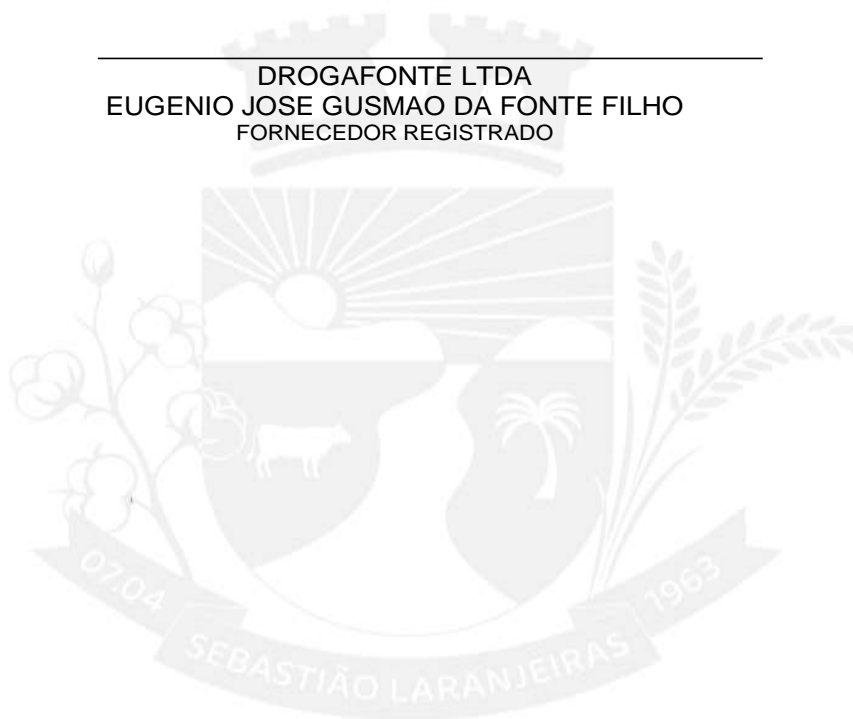 DROGAFONTE LTDA
EUGENIO JOSE GUSMAO DA FONTE FILHO
FORNECEDOR REGISTRADO
07.04
1963
SEBASTIÃO LARANJEIRAS